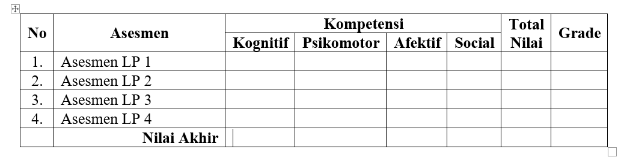 No Asesmen Kompetensi Total Nilai Grade
Kognitif Psikomotor Afektif Social
1. Asesmen LP 1
2. Asesmen LP 2
3. Asesmen LP 3
4. Asesmen LP 4
Nilai Akhir